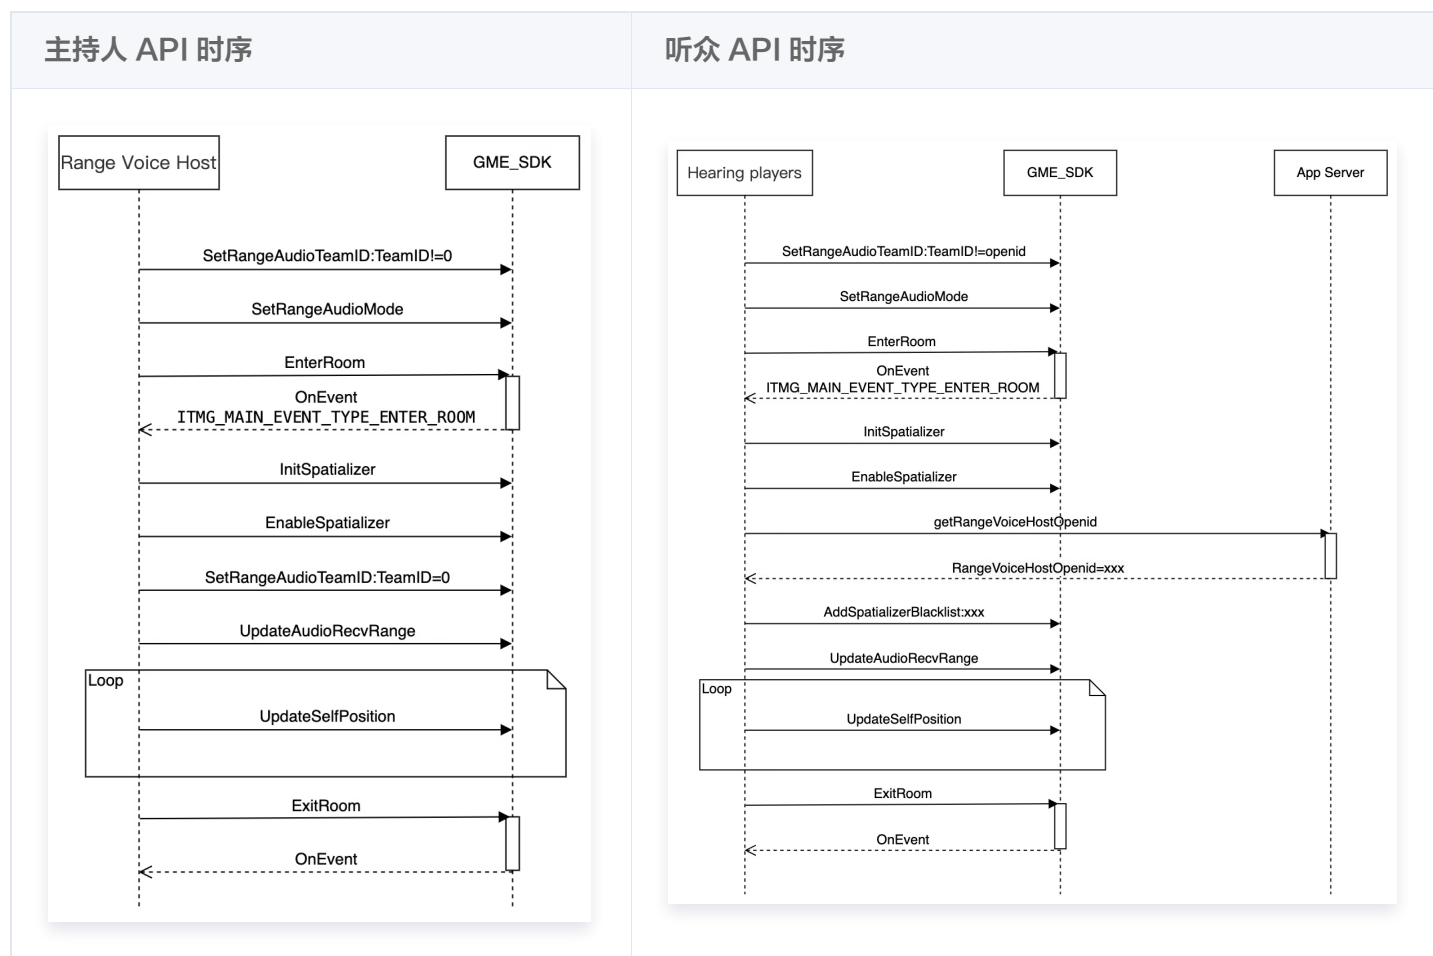 主持人 API 时序
Range Voice Host
GME_SDK
SetRangeAudioTeamID:TeamID!=0
SetRangeAudioMode
EnterRoom
OnEvent
ITMG_MAIN_EVENT_TYPE_ENTER_ROOM
InitSpatializer
EnableSpatializer
SetRangeAudioTeamID:TeamID=0
UpdateAudioRecvRange
Loop
UpdateSelfPosition
ExitRoom
OnEvent
听众 API 时序
Hearing players
GME_SDK
App Server
SetRangeAudioTeamID:TeamID!=openid
SetRangeAudioMode
EnterRoom
OnEvent
ITMG_MAIN_EVENT_TYPE_ENTER_ROOM
InitSpatializer
EnableSpatializer
getRangeVoiceHostOpenid
RangeVoiceHostOpenid=xxx
AddSpatializerBlacklist:xxx
UpdateAudioRecvRange
Loop
UpdateSelfPosition
ExitRoom
OnEvent